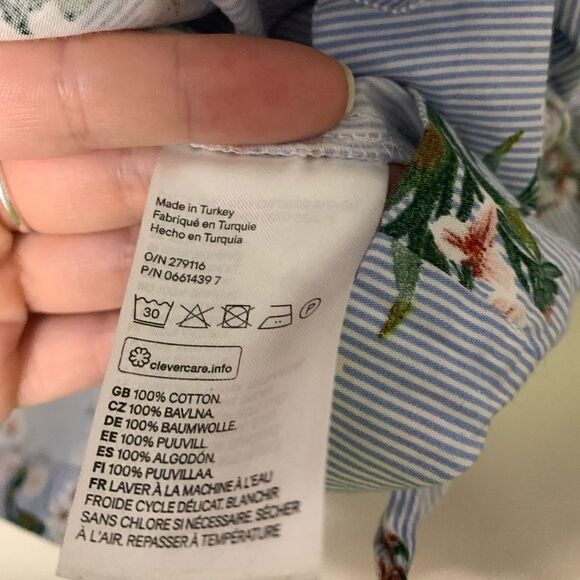 Made in Turkey
Fabriqué en Turquie
Hecho en Turquía
O/N 279116
P/N 0661439 7
30 P
clevercare.info
GB 100% COTTON.
CZ 100% BAVLNA.
DE 100% BAUMWOLLE.
EE 100% PUUVILL.
ES 100% ALGODÓN.
FI 100% PUUVILLAA.
FR LAVER À LA MACHINE À L'EAU
FROIDE CYCLE DÉLICAT. BLANCHIR
SANS CHLORE SI NÉCESSAIRE. SÉCHER
À L'AIR. REPASSER À TEMPÉRATURE